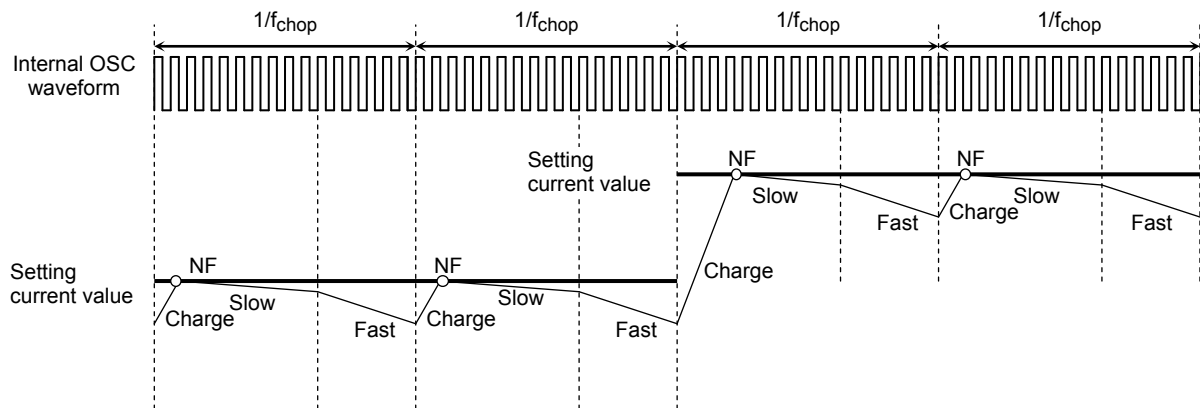 1/fchop
1/fchop
1/fchop
1/fchop
Internal OSC
waveform
Setting
current value
NF
Slow
Fast
Charge
NF
Slow
Fast
Charge
Setting
current value
NF
Slow
Fast
Charge
NF
Slow
Fast
Charge